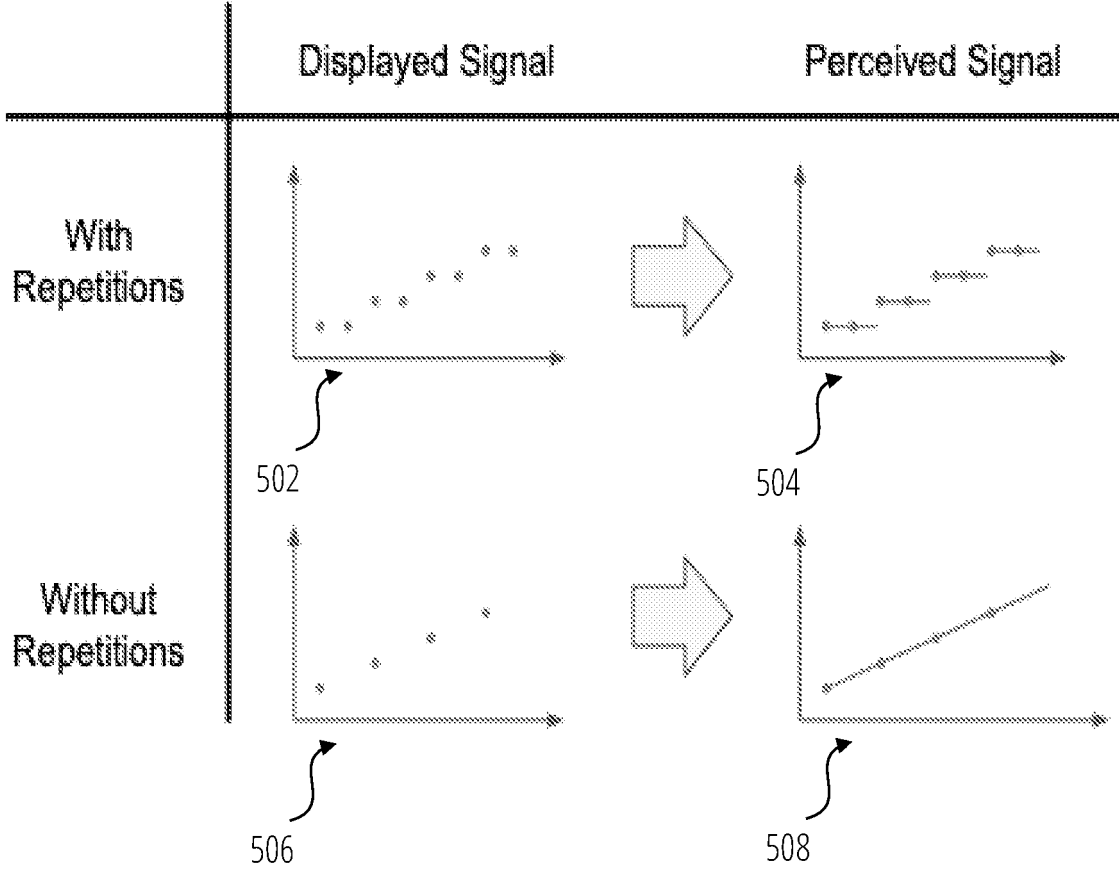 Displayed Signal
Perceived Signal
With
Repetitions
502
504
Without
Repetitions
506
508